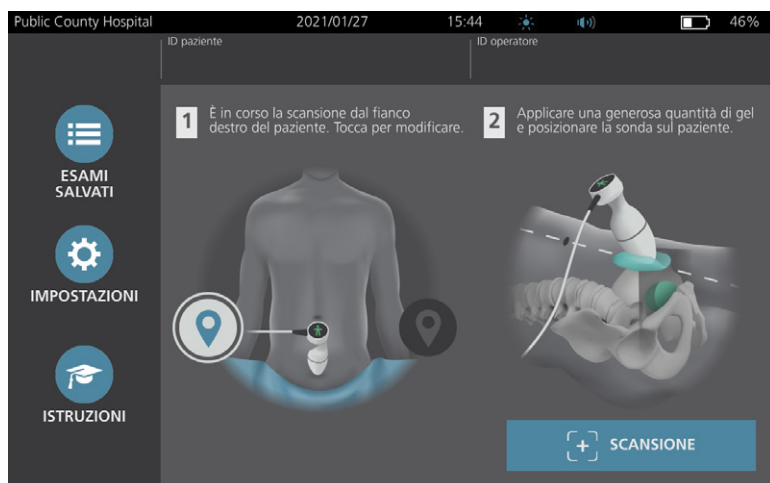 Public County Hospital 2021/01/27 15:44 46%
ID paziente
ID operatore
1 È in corso la scansione dal fianco
destro del paziente. Tocca per modificare.
2 Applicare una generosa quantità di gel
e posizionare la sonda sul paziente.
ESAMI
SALVATI
IMPOSTAZIONI
ISTRUZIONI
SCANSIONE